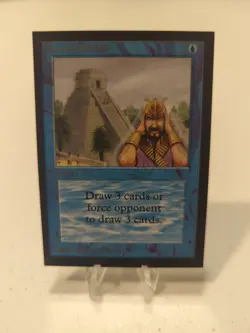 Draw 3 cards or
force opponent
to draw 3 cards.